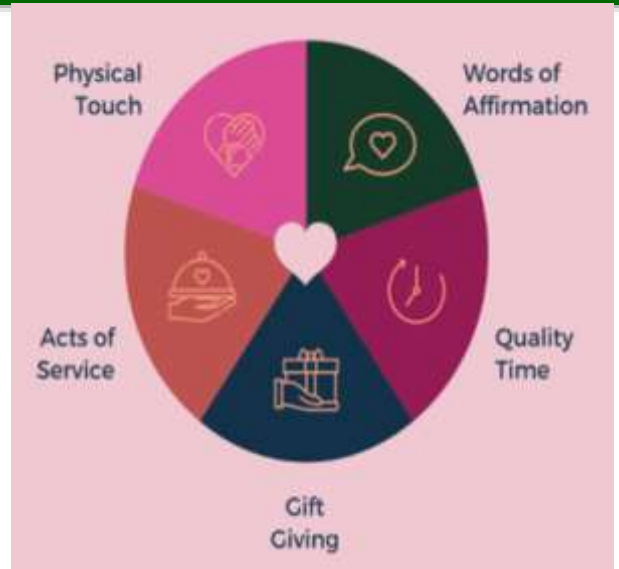 Physical
Touch
Words of
Affirmation
Acts of
Service
Quality
Time
Gift
Giving